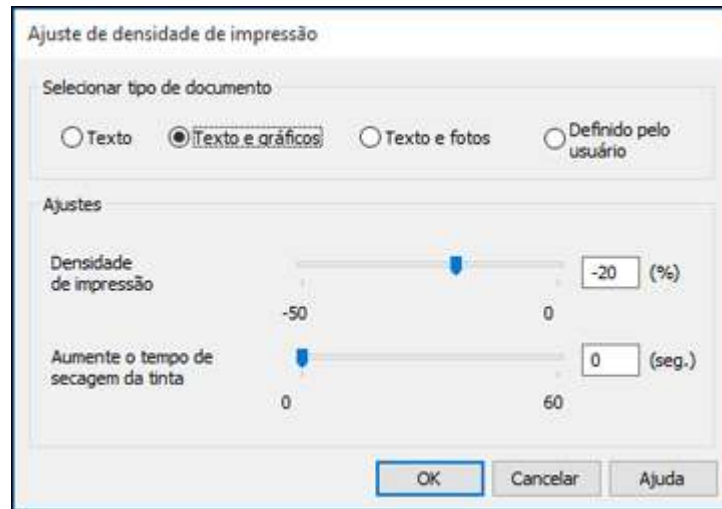 Ajuste de densidade de impressão
Selecionar tipo de documento
Texto
Texto e gráficos
Texto e fotos
Definido pelo
usuário
Ajustes
Densidade
de impressão
-20
(%)
-50
0
Aumente o tempo de
secagem da tinta
0
(seg.)
0
60
OK
Cancelar
Ajuda